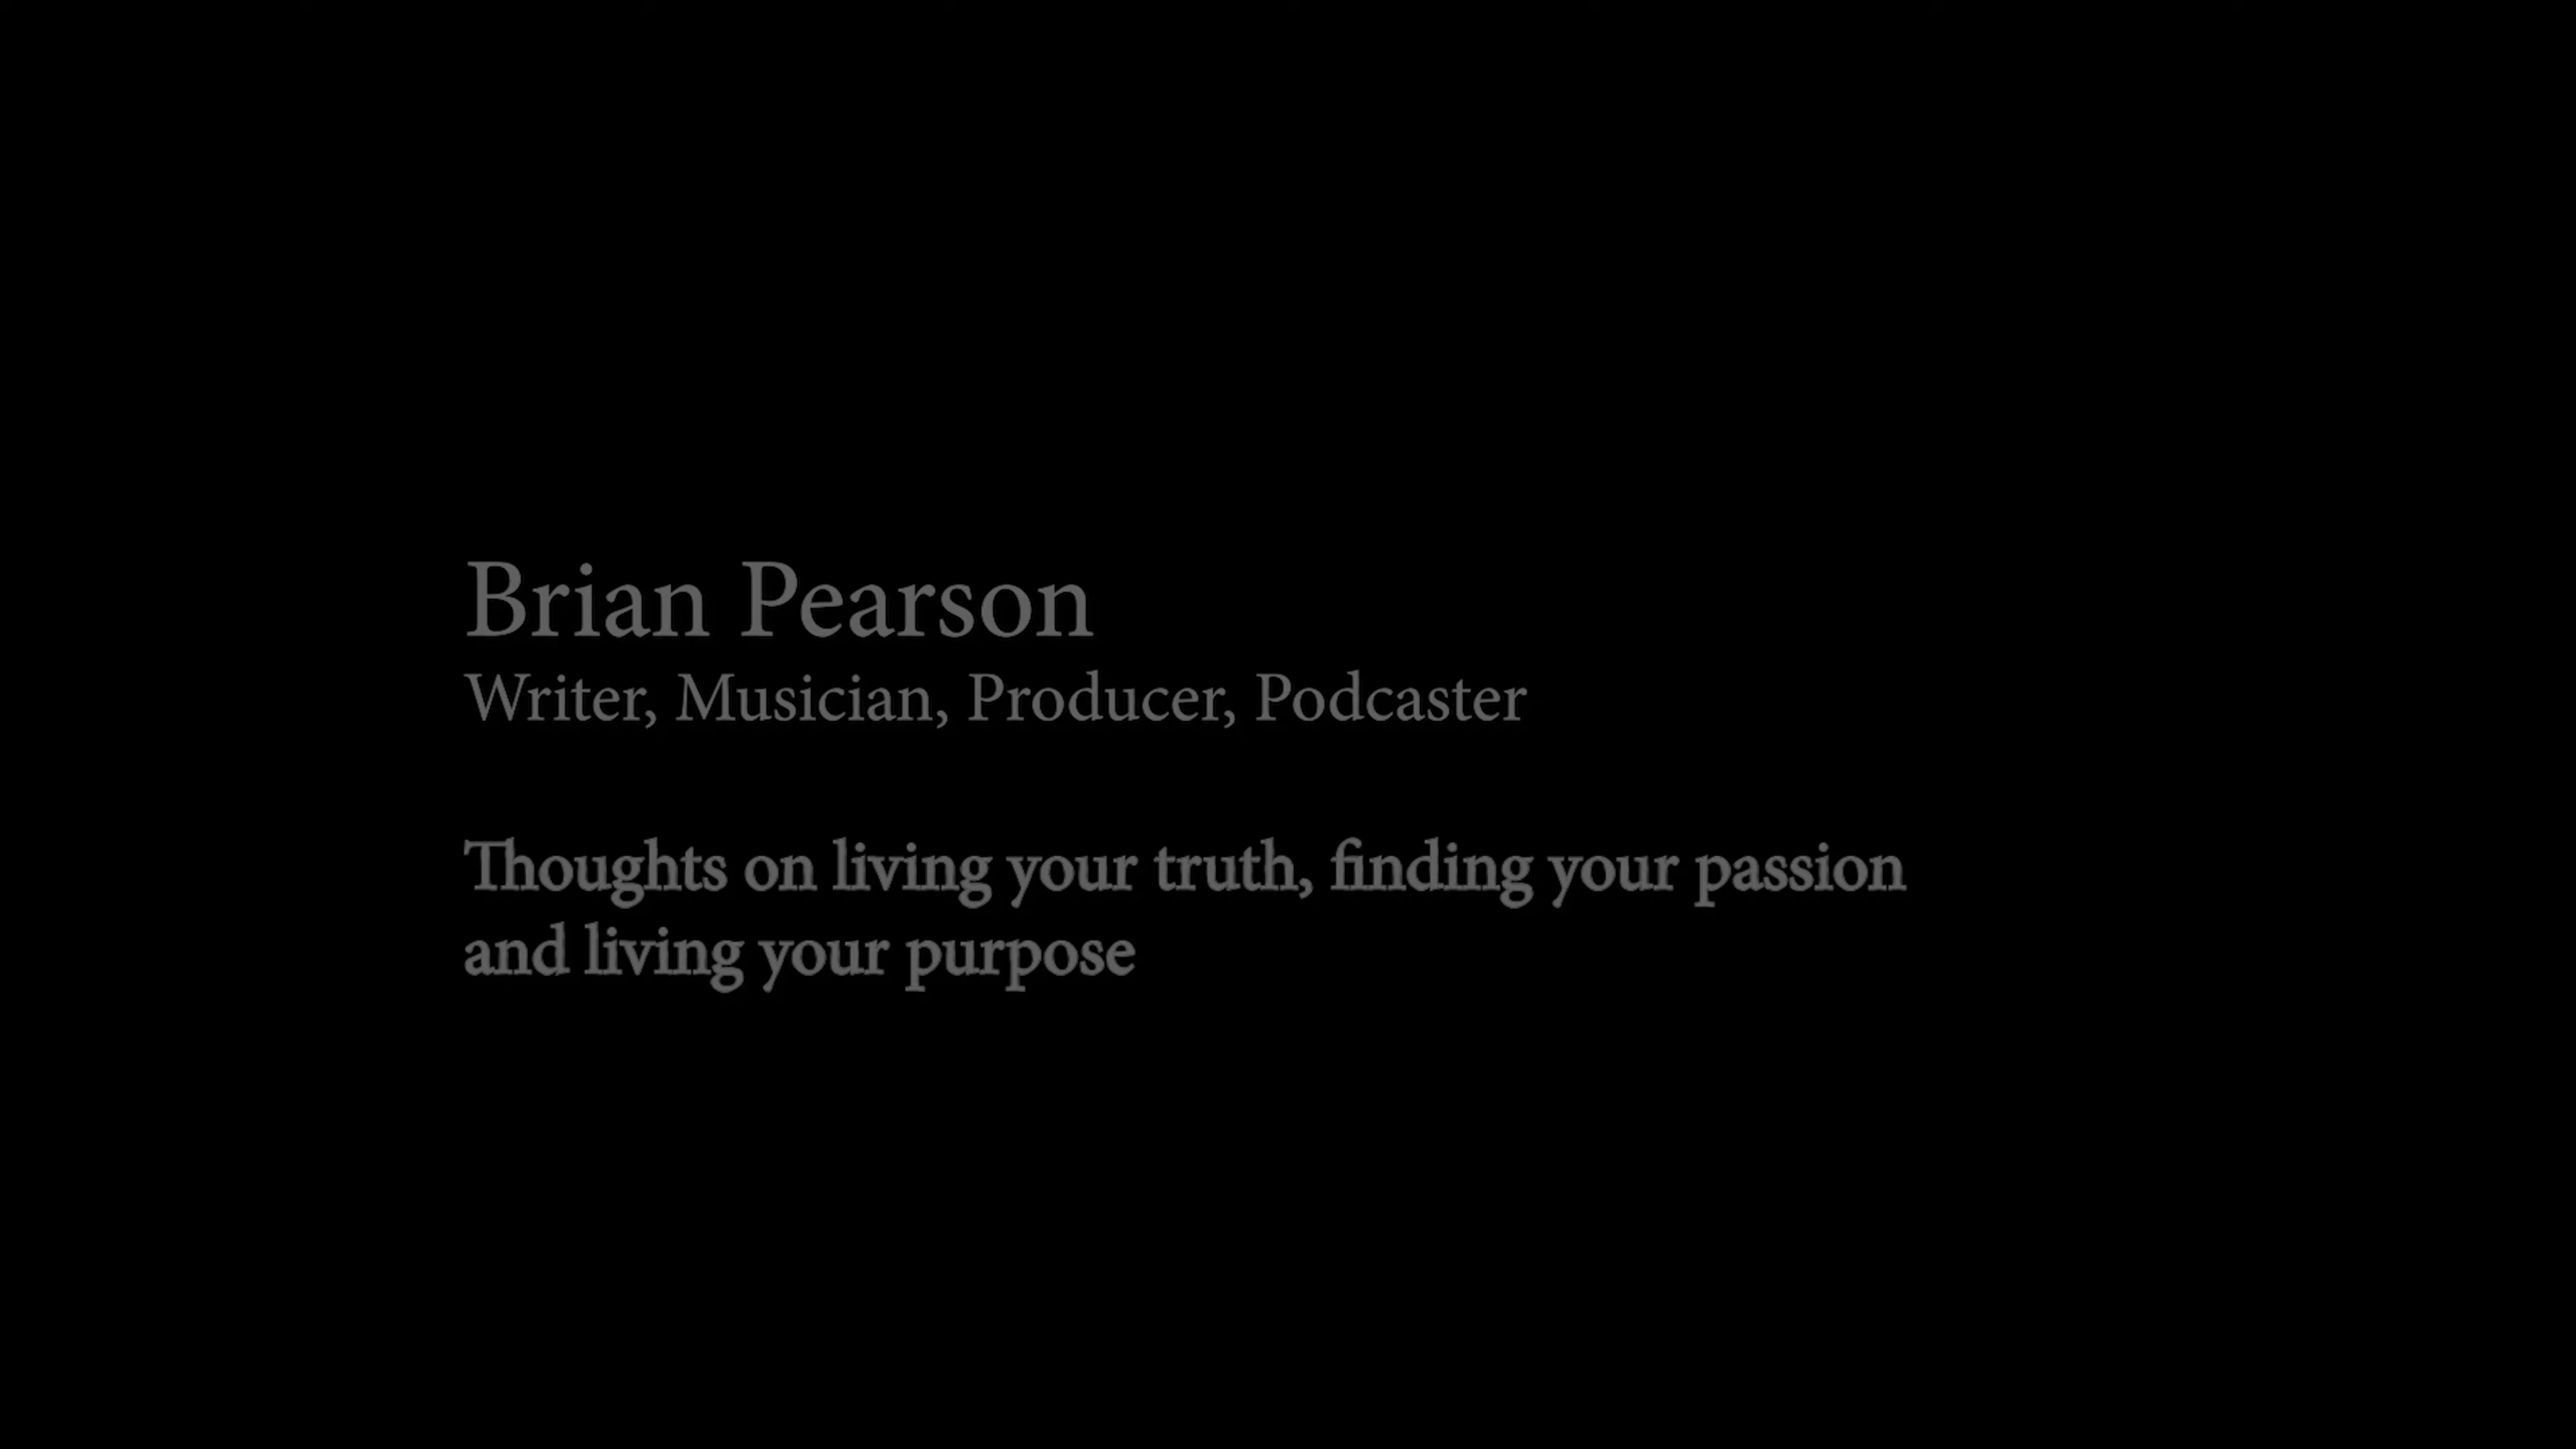 Brian Pearson
Writer, Musician, Producer, Podcaster
Thoughts on living your truth, finding your passion
and living your purpose